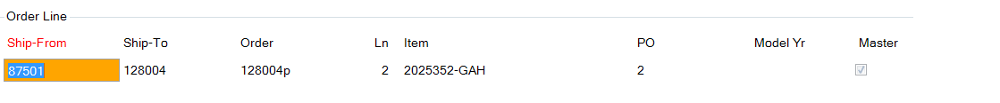 Order Line
Ship-From Ship-To Order Ln Item PO Model Yr Master
87501 128004 128004p 2 2025352-GAH 2